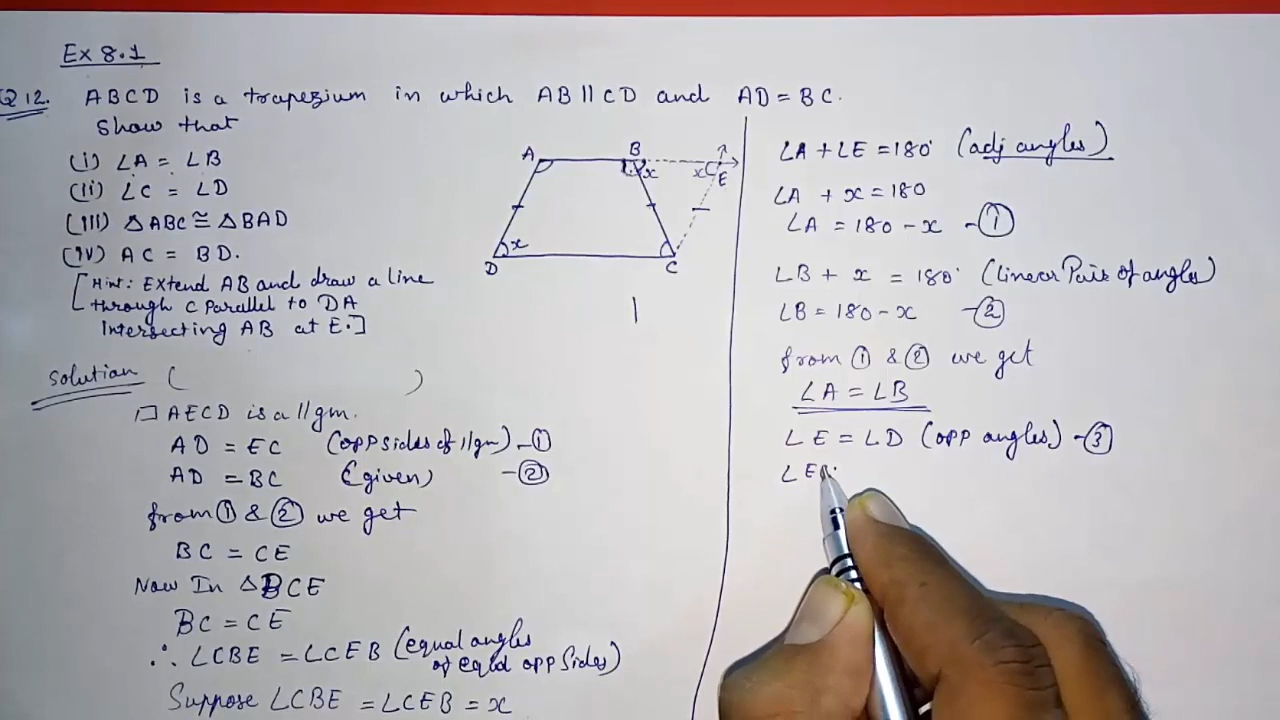 Ex 8.1
Q12. ABCD is a trapezium in which AB || CD and AD = BC.
Show that
(i) ∠A = ∠B
(ii) ∠C = ∠D
(III) △ABC ≅ △BAD
(IV) AC = BD.
[Hint: Extend AB and draw a line
through C Parallel to DA
Intersecting AB at E.]
A B E
x x
x
D C
Solution ( )
▱ AECD is a //gm.
AD = EC (opp sides of //gm) - ①
AD = BC (given) - ②
from ① & ② we get
BC = CE
Now In △BCE
BC = CE
∴ ∠CBE = ∠CEB (equal angles
of equal opp Sides)
Suppose ∠CBE = ∠CEB = x
∠A + ∠E = 180° (adj angles)
∠A + x = 180
∠A = 180 - x - ①
∠B + x = 180° (linear Pair of angles)
∠B = 180 - x - ②
from ① & ② we get
∠A = ∠B
∠E = ∠D (opp angles) - ③
∠E